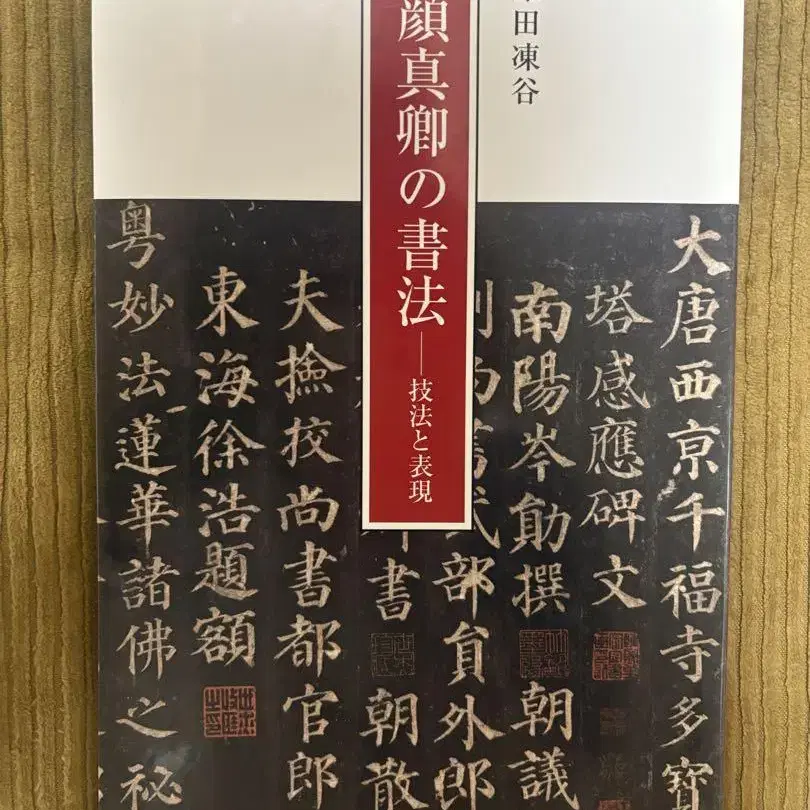 田凍谷
顔真卿の書法
―技法と表現
大唐西京千福寺多寶
塔感應碑文
南陽岑勛撰 朝議
武部員外郎
書 朝散
夫撿挍尚書都官郎
東海徐浩題額
粤妙法蓮華諸佛之秘